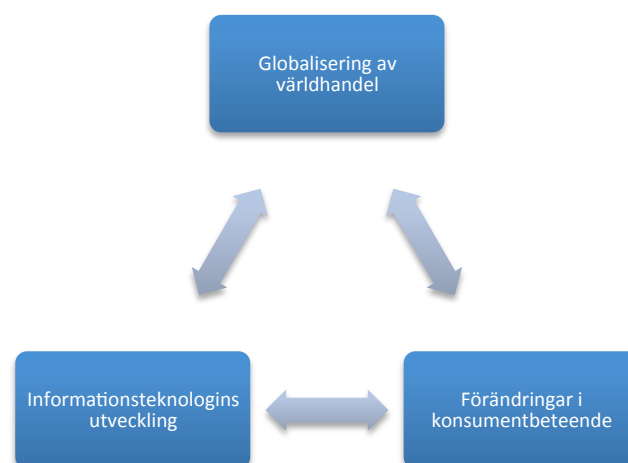 Globalisering av
världhandel
Informationsteknologins
utveckling
Förändringar i
konsumentbeteende